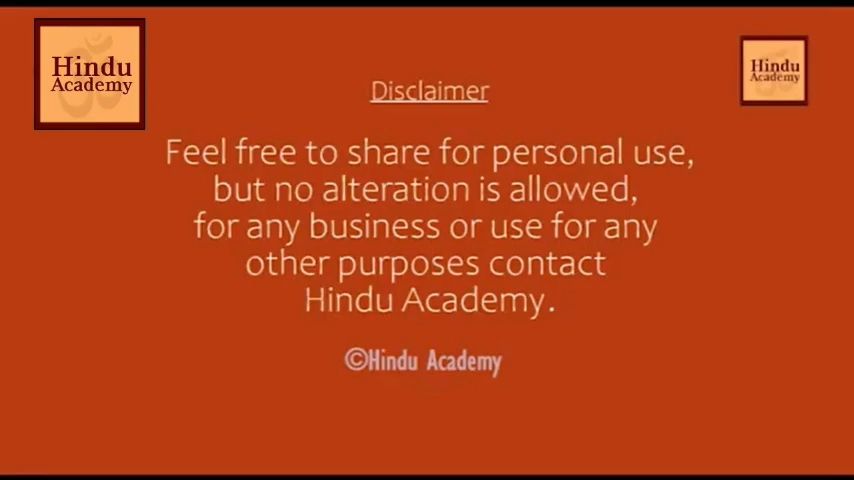 Hindu
Academy
Hindu
Academy
Disclaimer
Feel free to share for personal use,
but no alteration is allowed,
for any business or use for any
other purposes contact
Hindu Academy.
©Hindu Academy